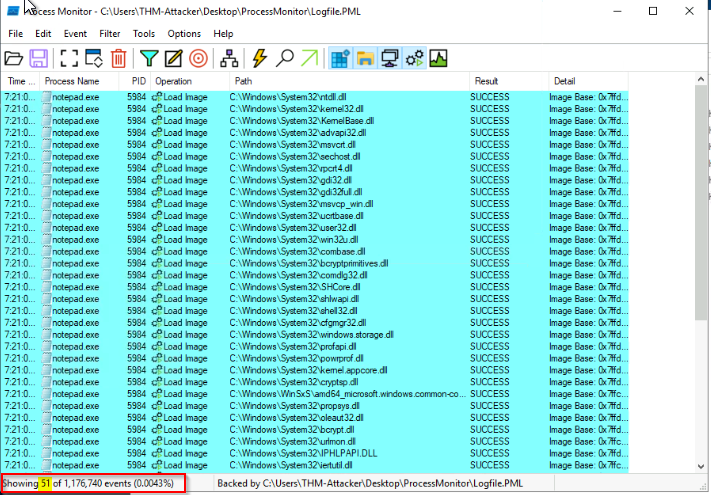 Process Monitor - C:\Users\THM-Attacker\Desktop\ProcessMonitor\Logfile.PML
File Edit Event Filter Tools Options Help
Time ... Process Name PID Operation Path Result Detail
7:21:0... notepad.exe 5984 Load Image C:\Windows\System32\ntdll.dll SUCCESS Image Base: 0x7ffd...
7:21:0... notepad.exe 5984 Load Image C:\Windows\System32\kernel32.dll SUCCESS Image Base: 0x7ffd...
7:21:0... notepad.exe 5984 Load Image C:\Windows\System32\KernelBase.dll SUCCESS Image Base: 0x7ffd...
7:21:0... notepad.exe 5984 Load Image C:\Windows\System32\advapi32.dll SUCCESS Image Base: 0x7ffd...
7:21:0... notepad.exe 5984 Load Image C:\Windows\System32\msvcrt.dll SUCCESS Image Base: 0x7ffd...
7:21:0... notepad.exe 5984 Load Image C:\Windows\System32\sechost.dll SUCCESS Image Base: 0x7ffd...
7:21:0... notepad.exe 5984 Load Image C:\Windows\System32\rpcrt4.dll SUCCESS Image Base: 0x7ffd...
7:21:0... notepad.exe 5984 Load Image C:\Windows\System32\gdi32.dll SUCCESS Image Base: 0x7ffd...
7:21:0... notepad.exe 5984 Load Image C:\Windows\System32\gdi32full.dll SUCCESS Image Base: 0x7ffd...
7:21:0... notepad.exe 5984 Load Image C:\Windows\System32\msvcp_win.dll SUCCESS Image Base: 0x7ffd...
7:21:0... notepad.exe 5984 Load Image C:\Windows\System32\ucrtbase.dll SUCCESS Image Base: 0x7ffd...
7:21:0... notepad.exe 5984 Load Image C:\Windows\System32\user32.dll SUCCESS Image Base: 0x7ffd...
7:21:0... notepad.exe 5984 Load Image C:\Windows\System32\win32u.dll SUCCESS Image Base: 0x7ffd...
7:21:0... notepad.exe 5984 Load Image C:\Windows\System32\combase.dll SUCCESS Image Base: 0x7ffd...
7:21:0... notepad.exe 5984 Load Image C:\Windows\System32\bcryptprimitives.dll SUCCESS Image Base: 0x7ffd...
7:21:0... notepad.exe 5984 Load Image C:\Windows\System32\comdlg32.dll SUCCESS Image Base: 0x7ffd...
7:21:0... notepad.exe 5984 Load Image C:\Windows\System32\SHCore.dll SUCCESS Image Base: 0x7ffd...
7:21:0... notepad.exe 5984 Load Image C:\Windows\System32\shlwapi.dll SUCCESS Image Base: 0x7ffd...
7:21:0... notepad.exe 5984 Load Image C:\Windows\System32\shell32.dll SUCCESS Image Base: 0x7ffd...
7:21:0... notepad.exe 5984 Load Image C:\Windows\System32\cfgmgr32.dll SUCCESS Image Base: 0x7ffd...
7:21:0... notepad.exe 5984 Load Image C:\Windows\System32\windows.storage.dll SUCCESS Image Base: 0x7ffd...
7:21:0... notepad.exe 5984 Load Image C:\Windows\System32\profapi.dll SUCCESS Image Base: 0x7ffd...
7:21:0... notepad.exe 5984 Load Image C:\Windows\System32\powrprof.dll SUCCESS Image Base: 0x7ffd...
7:21:0... notepad.exe 5984 Load Image C:\Windows\System32\kernel.appcore.dll SUCCESS Image Base: 0x7ffd...
7:21:0... notepad.exe 5984 Load Image C:\Windows\System32\cryptsp.dll SUCCESS Image Base: 0x7ffd...
7:21:0... notepad.exe 5984 Load Image C:\Windows\WinSxS\amd64_microsoft.windows.common-co... SUCCESS Image Base: 0x7ffd...
7:21:0... notepad.exe 5984 Load Image C:\Windows\System32\propsys.dll SUCCESS Image Base: 0x7ffd...
7:21:0... notepad.exe 5984 Load Image C:\Windows\System32\oleaut32.dll SUCCESS Image Base: 0x7ffd...
7:21:0... notepad.exe 5984 Load Image C:\Windows\System32\bcrypt.dll SUCCESS Image Base: 0x7ffd...
7:21:0... notepad.exe 5984 Load Image C:\Windows\System32\urlmon.dll SUCCESS Image Base: 0x7ffd...
7:21:0... notepad.exe 5984 Load Image C:\Windows\System32\IPHLPAPI.DLL SUCCESS Image Base: 0x7ffd...
7:21:0... notepad.exe 5984 Load Image C:\Windows\System32\iertutil.dll SUCCESS Image Base: 0x7ffd...
Showing 51 of 1,176,740 events (0.0043%) Backed by C:\Users\THM-Attacker\Desktop\ProcessMonitor\Logfile.PML